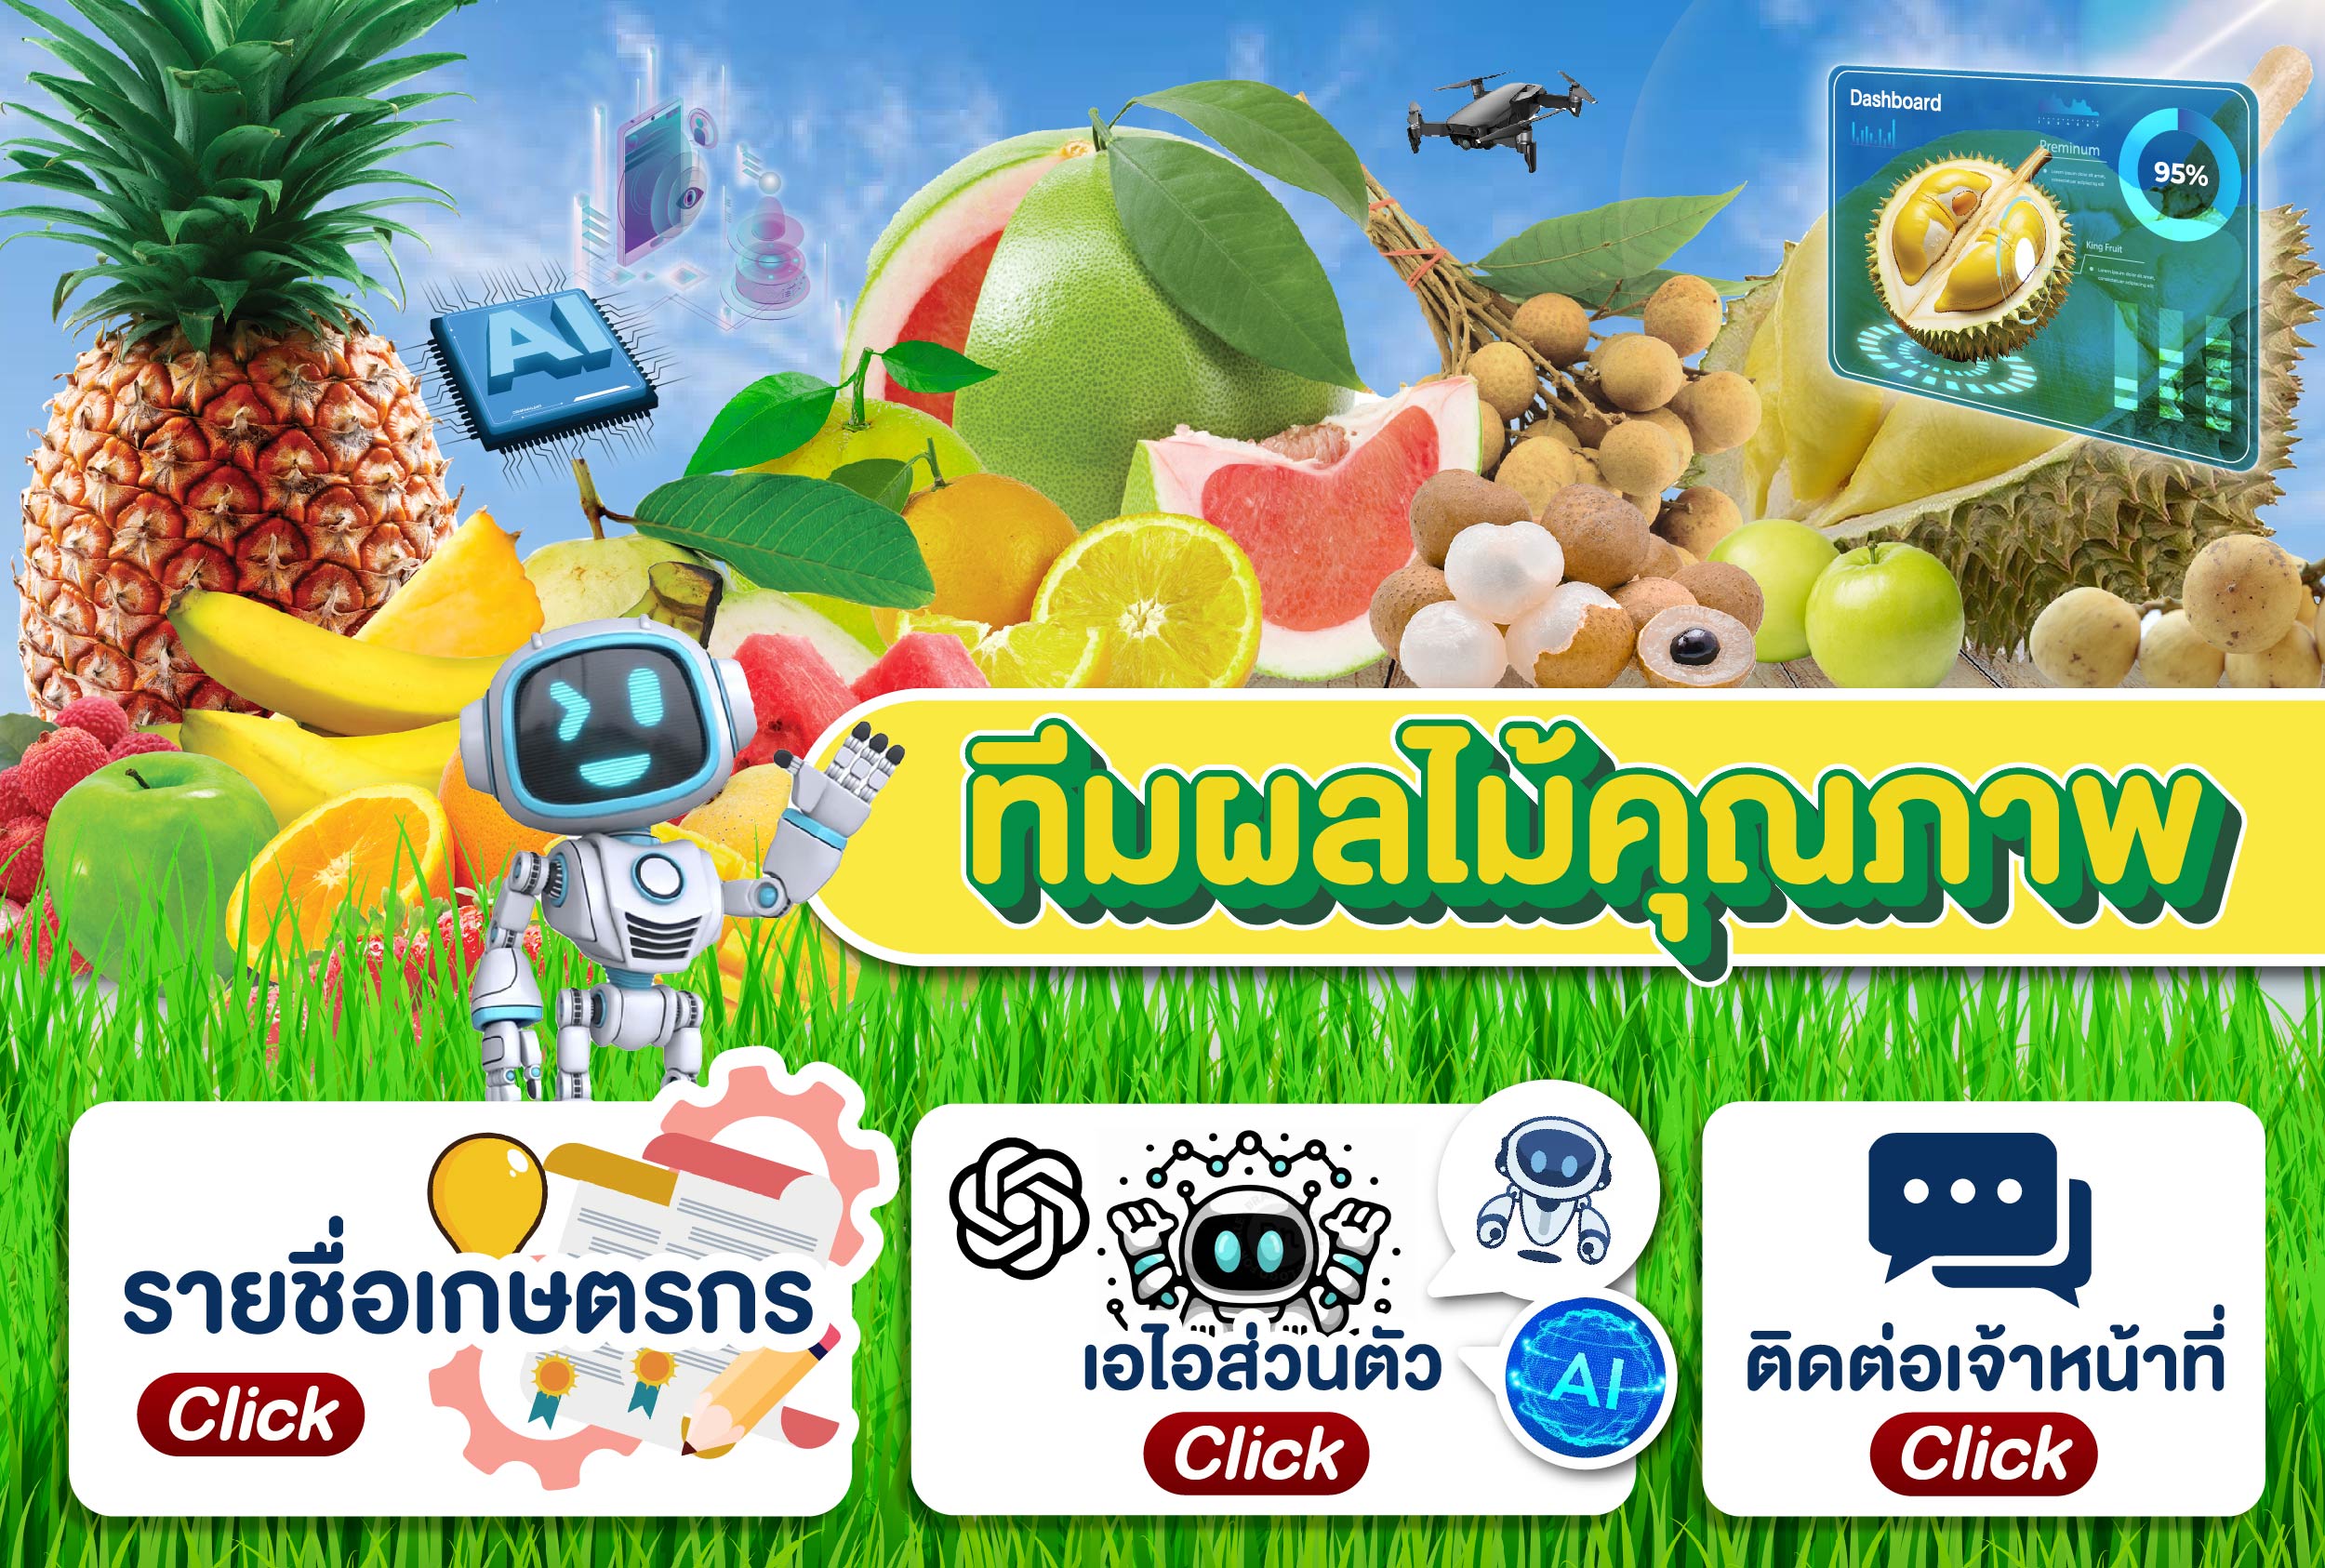 Dashboard
Preminum
95%
King Fruit
AI
ทีมผลไม้คุณภาพ
รายชื่อเกษตรกร
Click
เอไอส่วนตัว
AI
Click
ติดต่อเจ้าหน้าที่
Click